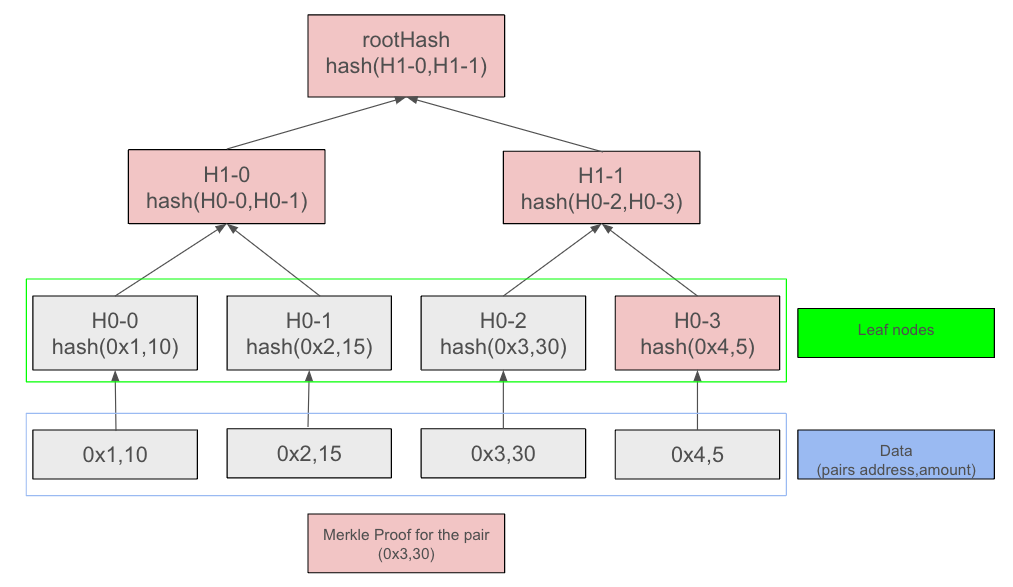 rootHash
hash(H1-0,H1-1)
H1-0
hash(H0-0,H0-1)
H1-1
hash(H0-2,H0-3)
H0-0
hash(0x1,10)
H0-1
hash(0x2,15)
H0-2
hash(0x3,30)
H0-3
hash(0x4,5)
Leaf nodes
0x1,10
0x2,15
0x3,30
0x4,5
Data
(pairs address,amount)
Merkle Proof for the pair
(0x3,30)